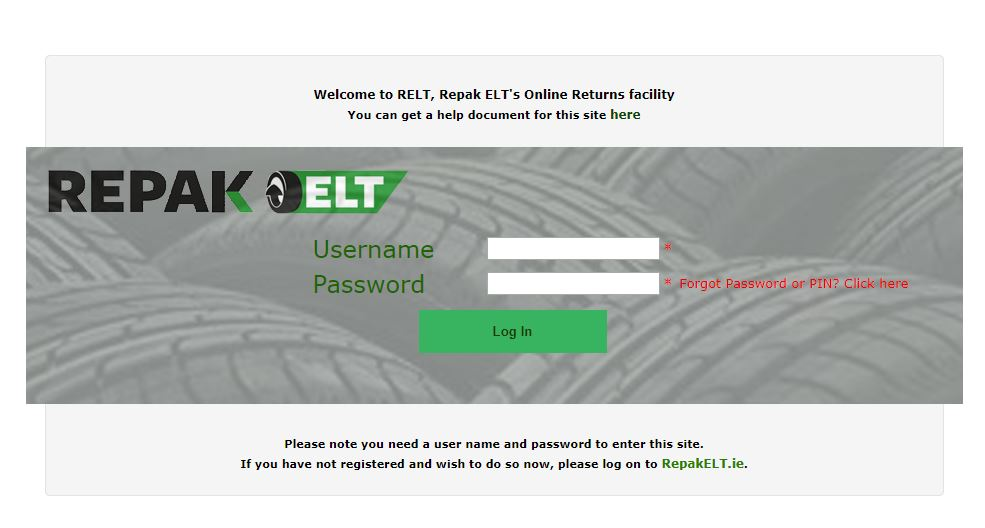 Welcome to RELT, Repak ELT's Online Returns facility
You can get a help document for this site here
REPAK ELT
Username *
Password * Forgot Password or PIN? Click here
Log In
Please note you need a user name and password to enter this site.
If you have not registered and wish to do so now, please log on to RepakELT.ie.